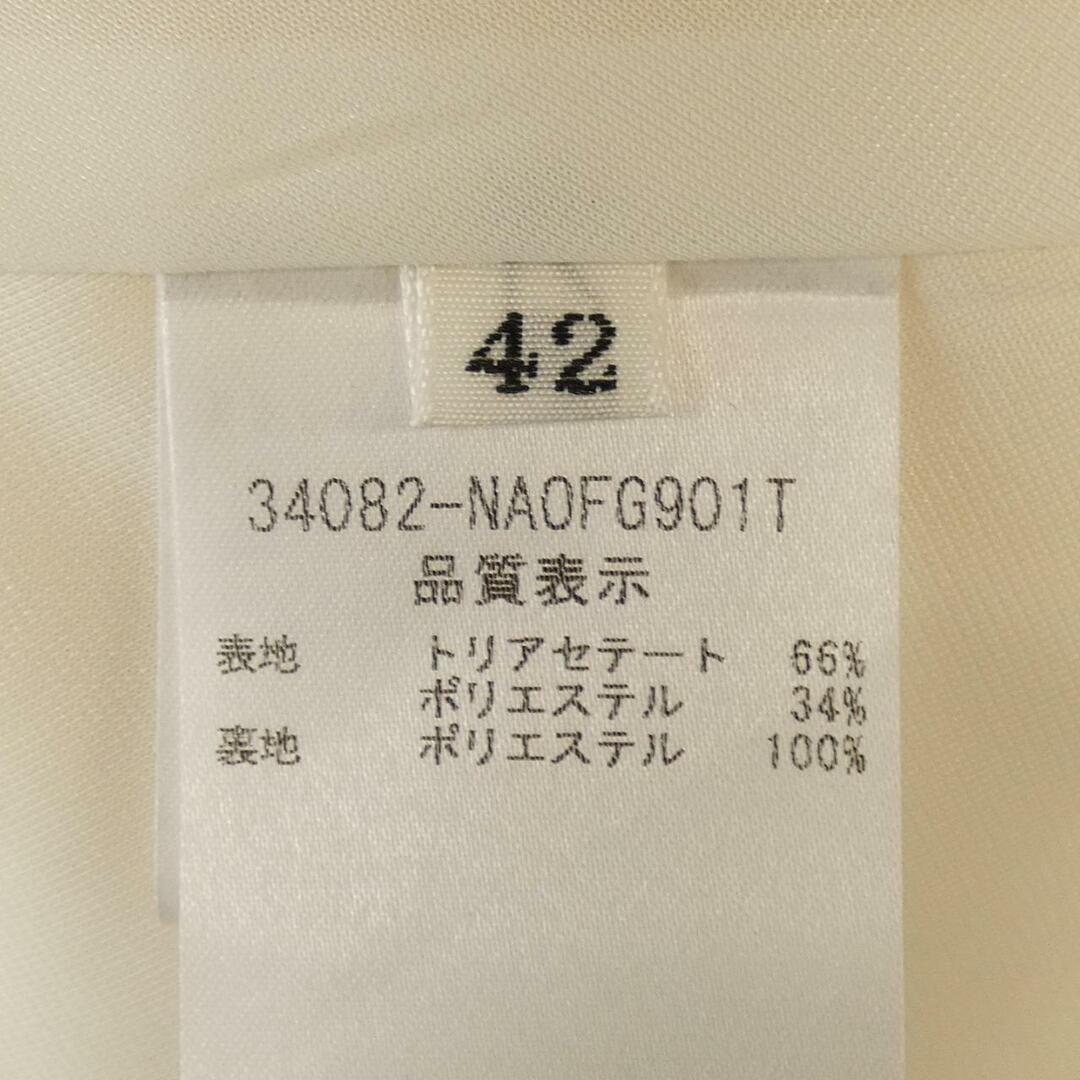 42
34082-NA0FG901T
品質表示
表地 トリアセテート 66%
ポリエステル 34%
裏地 ポリエステル 100%